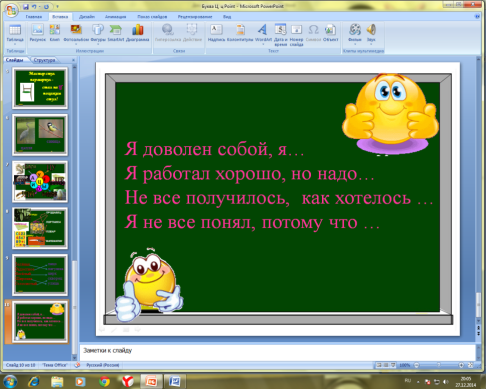 Буква Ц, ц.Point - Microsoft PowerPoint
Главная Вставка Дизайн Анимация Показ слайдов Рецензирование Вид
Таблица Рисунок Клип Фотоальбом Фигуры SmartArt Диаграмма Гиперссылка Действие Надпись Колонтитулы WordArt Дата и время Номер слайда Символ Объект Фильм Звук
Таблицы Иллюстрации Связи Текст Клипы мультимедиа
Слайды Структура
Я доволен собой, я…
Я работал хорошо, но надо…
Не все получилось, как хотелось …
Я не все понял, потому что …
Заметки к слайду
Слайд 10 из 10 "Тема Office" Русский (Россия)
RU 20:05
27.12.2014